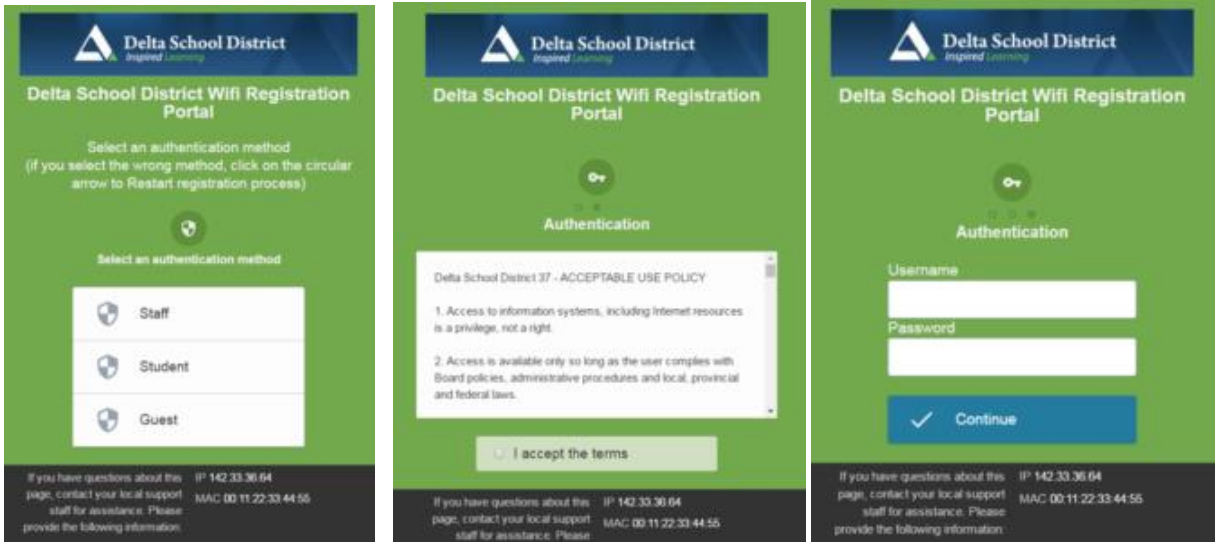 Delta School District
Inspired Learning
Delta School District Wifi Registration
Portal
Select an authentication method
(if you select the wrong method, click on the circular
arrow to Restart registration process)
Select an authentication method
Staff
Student
Guest
If you have questions about this
page, contact your local support
staff for assistance. Please
provide the following information:
IP 142.33.36.64
MAC 00:11:22:33:44:55
Delta School District
Inspired Learning
Delta School District Wifi Registration
Portal
Authentication
Delta School District 37 - ACCEPTABLE USE POLICY
1. Access to information systems, including Internet resources
is a privilege, not a right.
2. Access is available only so long as the user complies with
Board policies, administrative procedures and local, provincial
and federal laws.
I accept the terms
If you have questions about this
page, contact your local support
staff for assistance. Please
IP 142.33.36.64
MAC 00:11:22:33:44:55
Delta School District
Inspired Learning
Delta School District Wifi Registration
Portal
Authentication
Username
Password
Continue
If you have questions about this
page, contact your local support
staff for assistance. Please
provide the following information:
IP 142.33.36.64
MAC 00:11:22:33:44:55